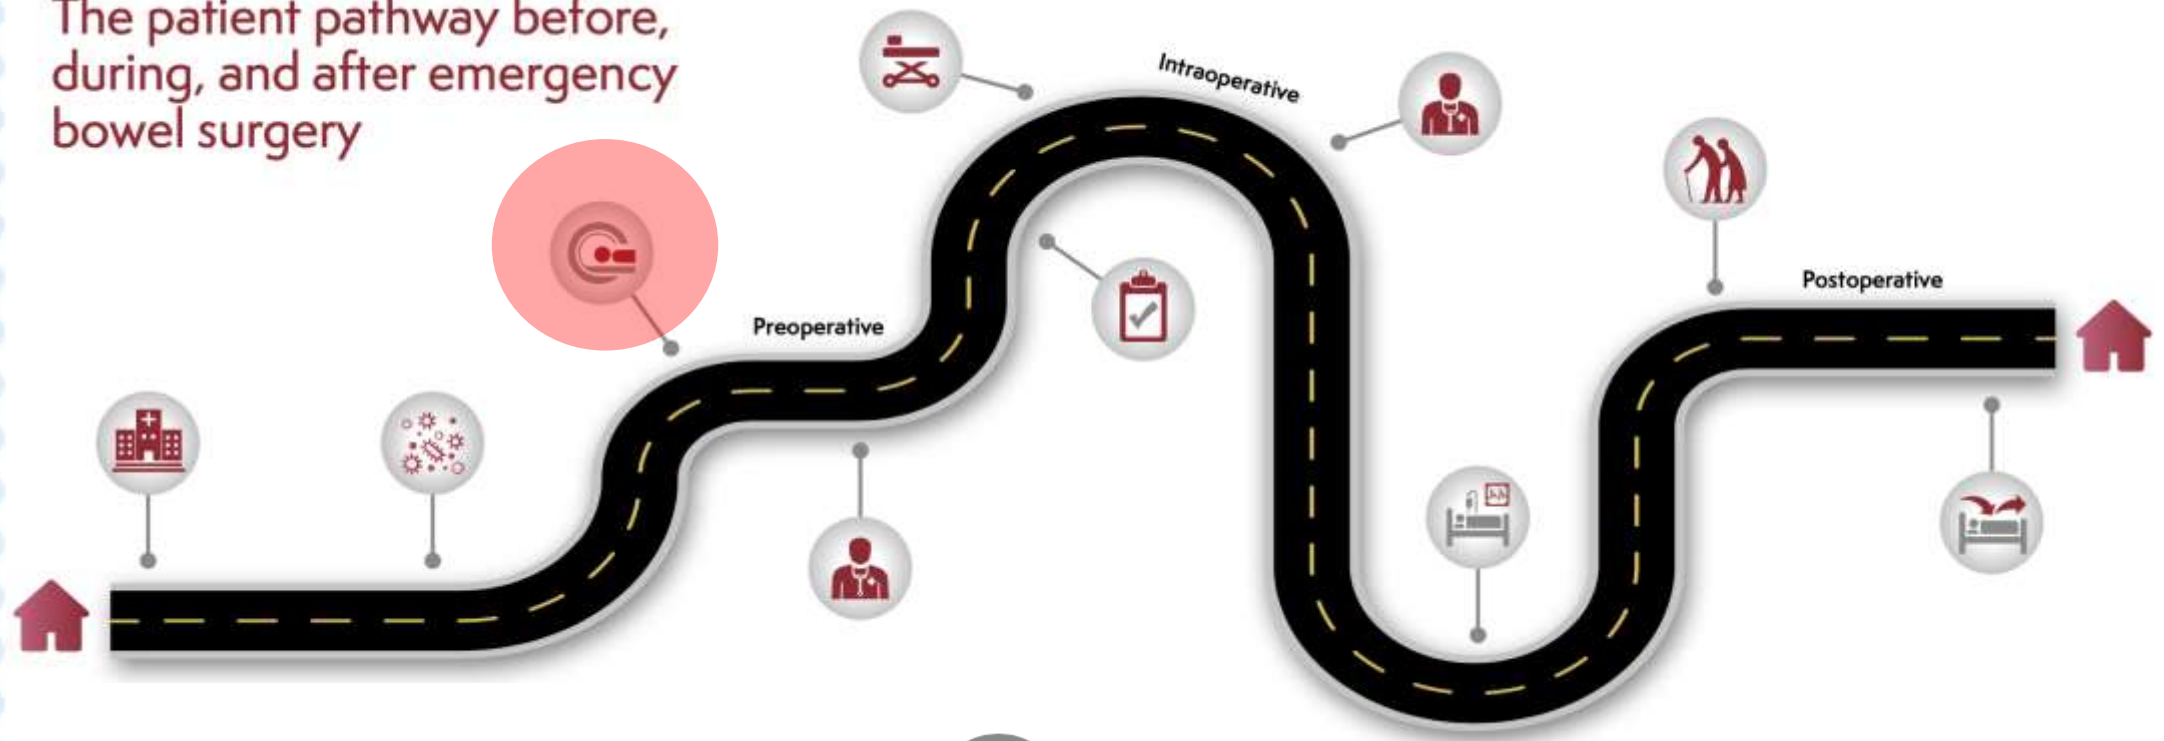 The patient pathway before,
during, and after emergency
bowel surgery
Intraoperative
Postoperative
Preoperative